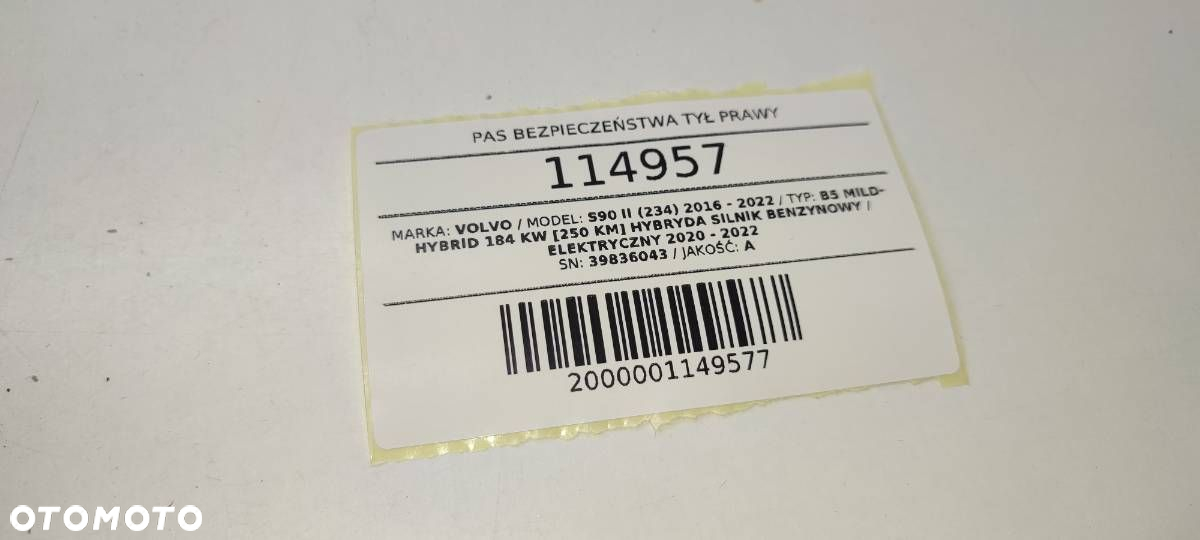 PAS BEZPIECZEŃSTWA TYŁ PRAWY
114957
MARKA: VOLVO / MODEL: S90 II (234) 2016 - 2022 / TYP: B5 MILD-
HYBRID 184 KW [250 KM] HYBRYDA SILNIK BENZYNOWY /
ELEKTRYCZNY 2020 - 2022
SN: 39836043 / JAKOŚĆ: A
2000001149577
OTOMOTO